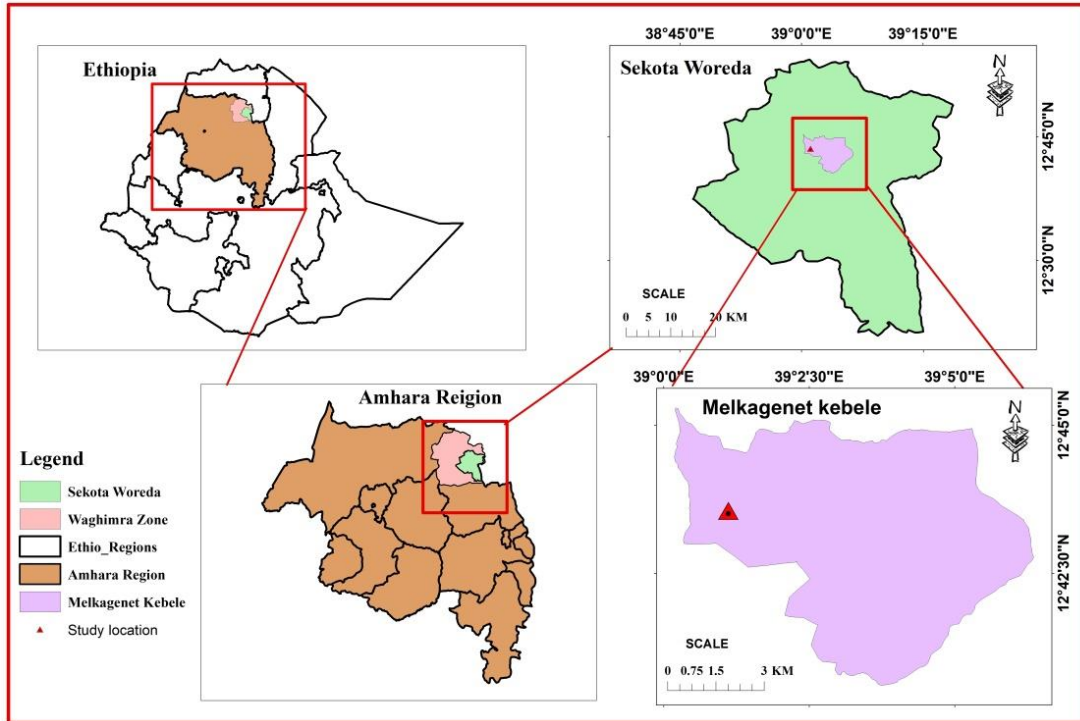 Ethiopia
38°45'0"E 39°0'0"E 39°15'0"E
Sekota Woreda
N
12°45'0"N
12°30'0"N
SCALE
0 5 10 20 KM
Amhara Reigion
39°0'0"E 39°2'30"E 39°5'0"E
Melkagenet kebele
N
12°45'0"N
12°42'30"N
SCALE
0 0.75 1.5 3 KM
Legend
Sekota Woreda
Waghimra Zone
Ethio_Regions
Amhara Region
Melkagenet Kebele
Study location